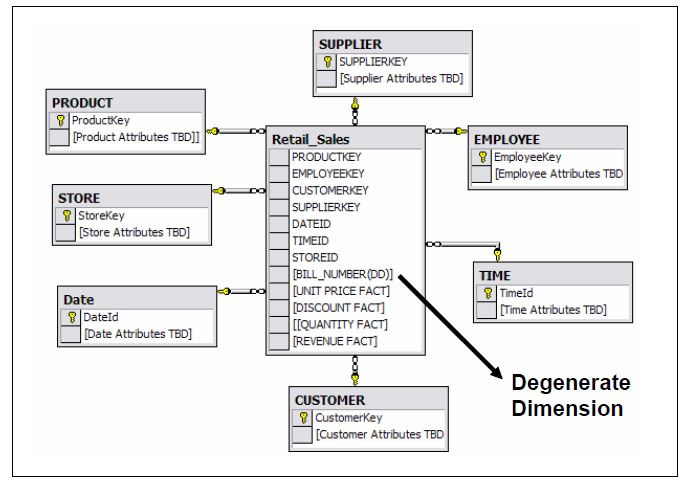 SUPPLIER
SUPPLIERKEY
[Supplier Attributes TBD]
PRODUCT
ProductKey
[Product Attributes TBD]]
Retail_Sales
PRODUCTKEY
EMPLOYEEKEY
CUSTOMERKEY
SUPPLIERKEY
DATEID
TIMEID
STOREID
[BILL_NUMBER(DD)]
[UNIT PRICE FACT]
[DISCOUNT FACT]
[[QUANTITY FACT]
[REVENUE FACT]
EMPLOYEE
EmployeeKey
[Employee Attributes TBD
STORE
StoreKey
[Store Attributes TBD]
TIME
TimeId
[Time Attributes TBD]
Date
DateId
[Date Attributes TBD]
Degenerate
Dimension
CUSTOMER
CustomerKey
[Customer Attributes TBD